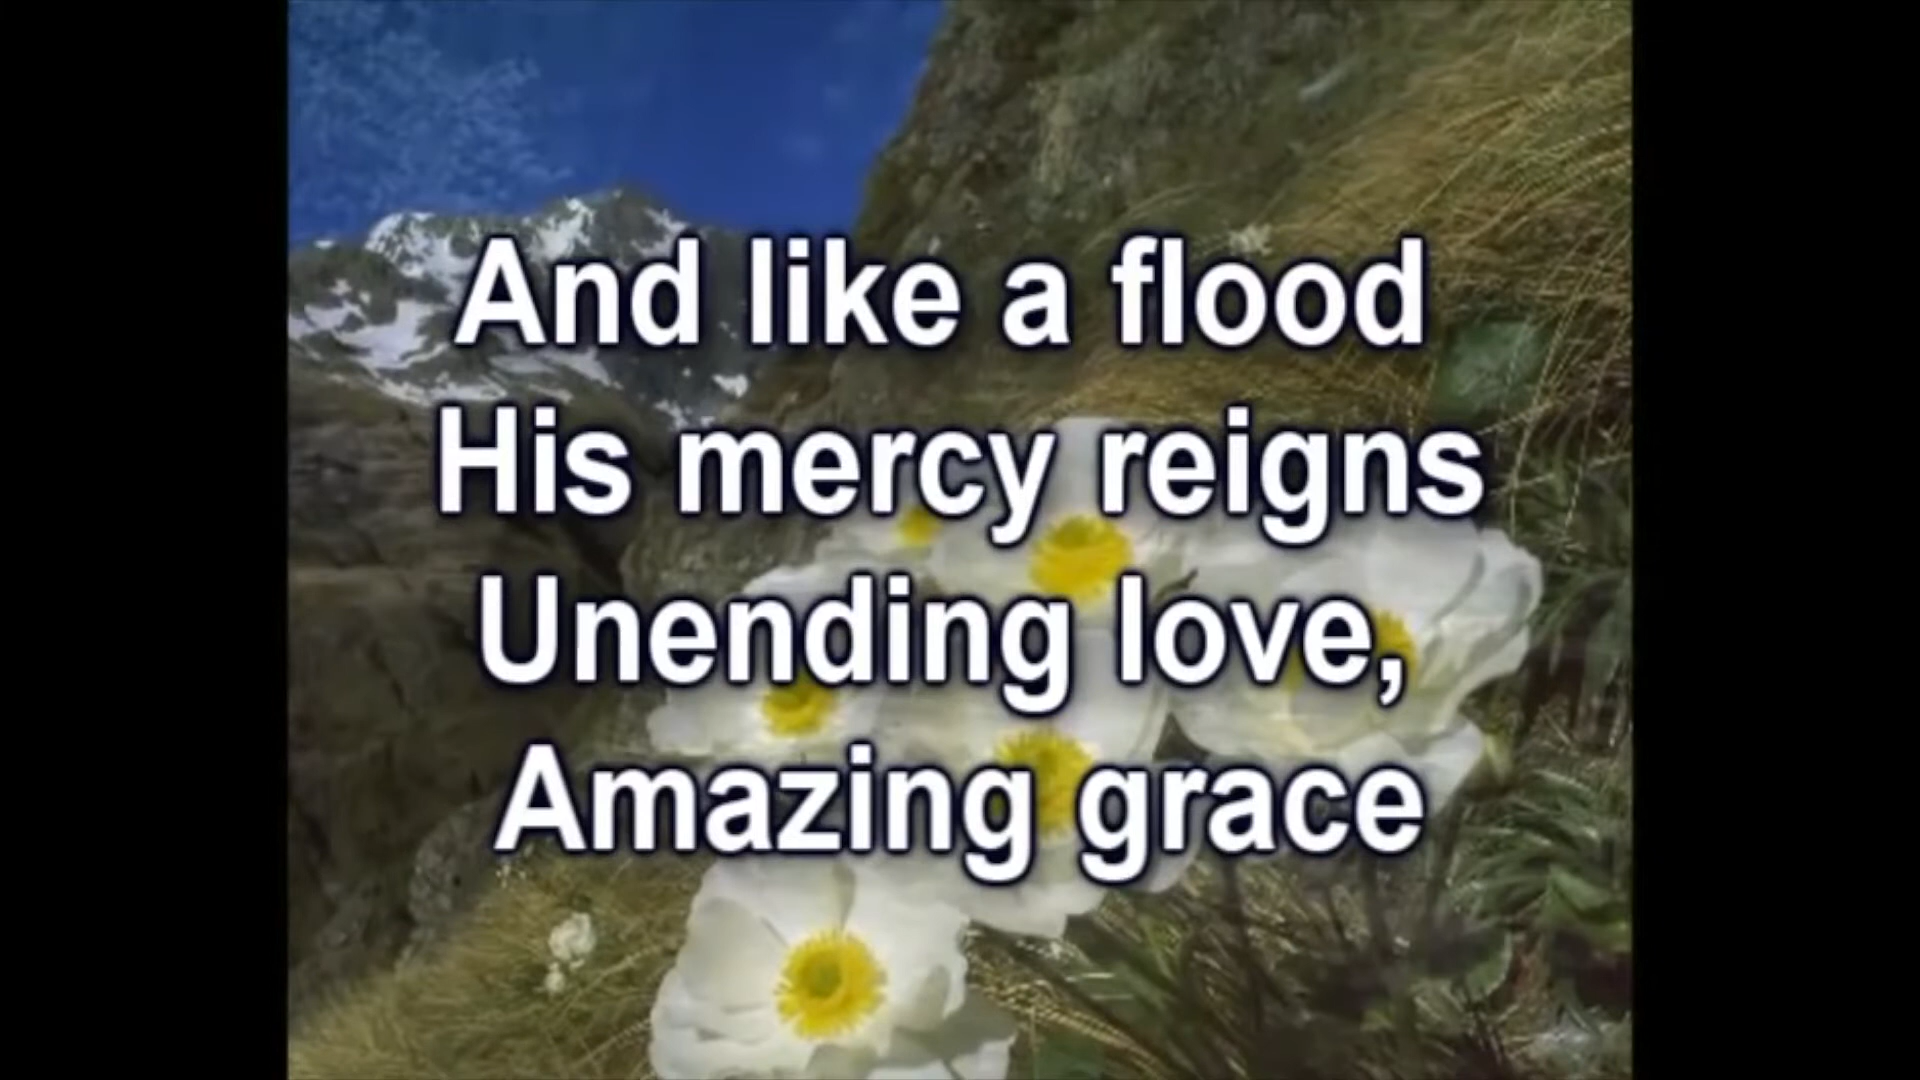 And like a flood
His mercy reigns
Unending love,
Amazing grace